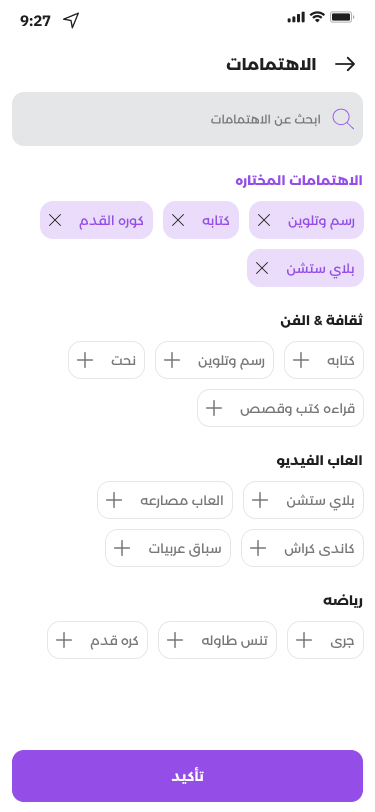 9:27
الاهتمامات
ابحث عن الاهتمامات
الاهتمامات المختاره
رسم وتلوين
كتابه
كوره القدم
بلاي ستشن
ثقافة & الفن
كتابه
رسم وتلوين
نحت
قراءه كتب وقصص
العاب الفيديو
بلاي ستشن
العاب مصارعه
كاندى كراش
سباق عربيات
رياضه
جرى
تنس طاوله
كره قدم
تأكيد